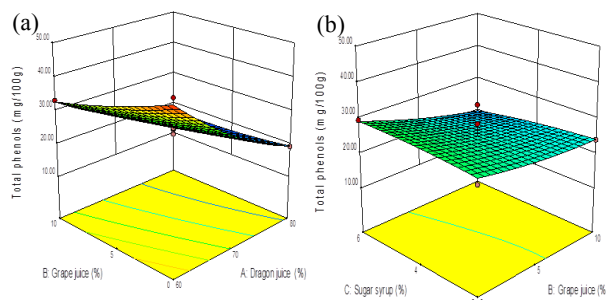 (a)
Total phenols (mg/100g)
50.00
40.00
30.00
20.00
10.00
10
5
0
60
70
80
B: Grape juice (%)
A: Dragon juice (%)
(b)
Total phenols (mg/100g)
50.00
40.00
30.00
20.00
10.00
6
4
5
10
C: Sugar syrup (%)
B: Grape juice (%)